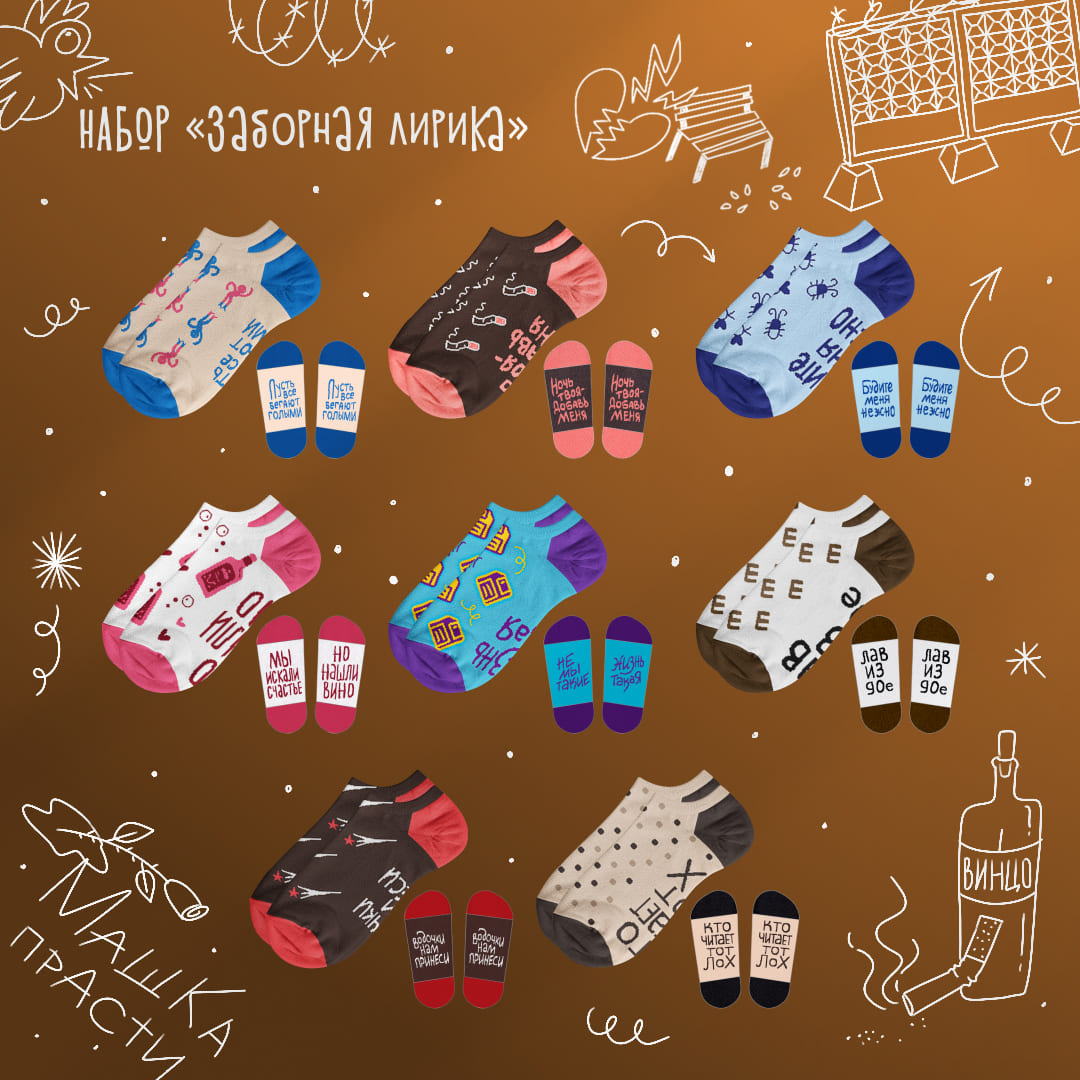 НАБОР «ЗАБОРНАЯ ЛИРИКА»
Пусть
все
бегают
голыми
Пусть
все
бегают
голыми
Ночь
твоя-
добавь
меня
Ночь
твоя-
добавь
меня
Будите
меня
нежно
Будите
меня
нежно
мы
искали
счастье
но
нашли
вино
не
мы
такие
жизнь
такая
Е Е Е
Е Е Е
Е Е Е
ЛАВ
ИЗ
дое
ЛАВ
ИЗ
дое
водочки
нам
принеси
водочки
нам
принеси
КТО
ЧИТАЕТ
ТОТ
ЛОХ
КТО
ЧИТАЕТ
ТОТ
ЛОХ
МАШКА
ПРАСТИ
ВИНЦО